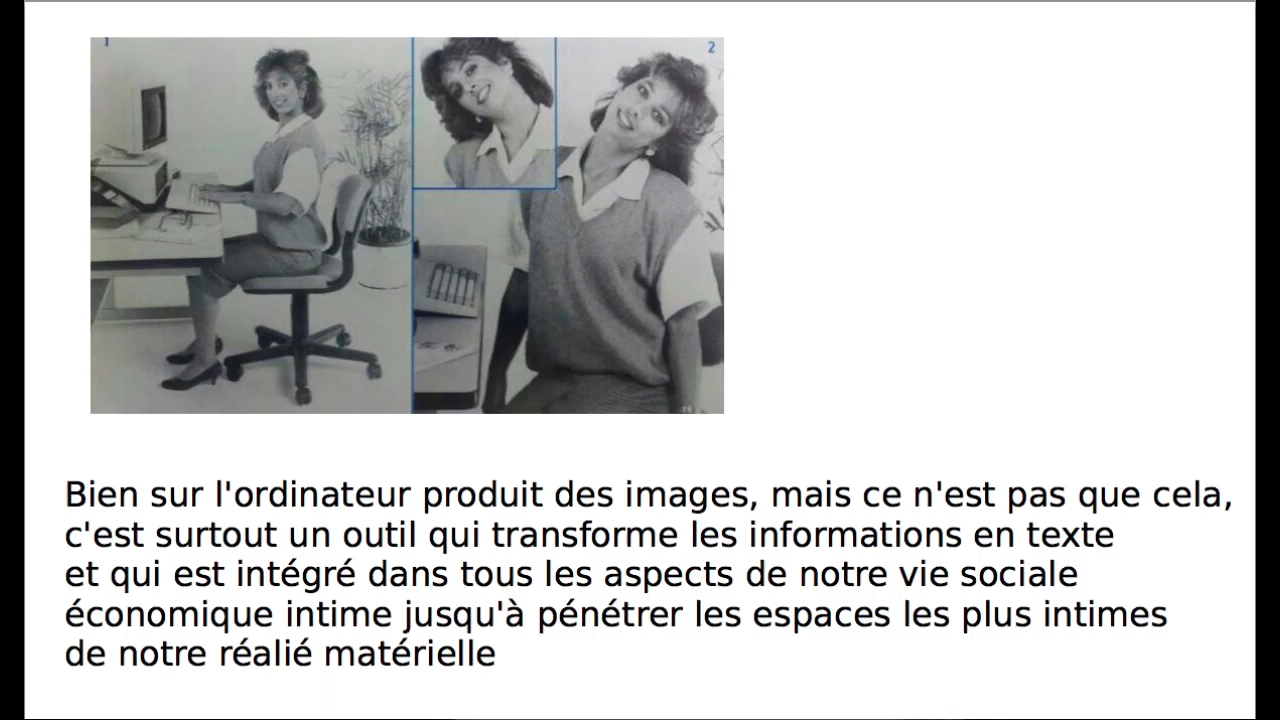 1
2
Bien sur l'ordinateur produit des images, mais ce n'est pas que cela,
c'est surtout un outil qui transforme les informations en texte
et qui est intégré dans tous les aspects de notre vie sociale
économique intime jusqu'à pénétrer les espaces les plus intimes
de notre réalié matérielle